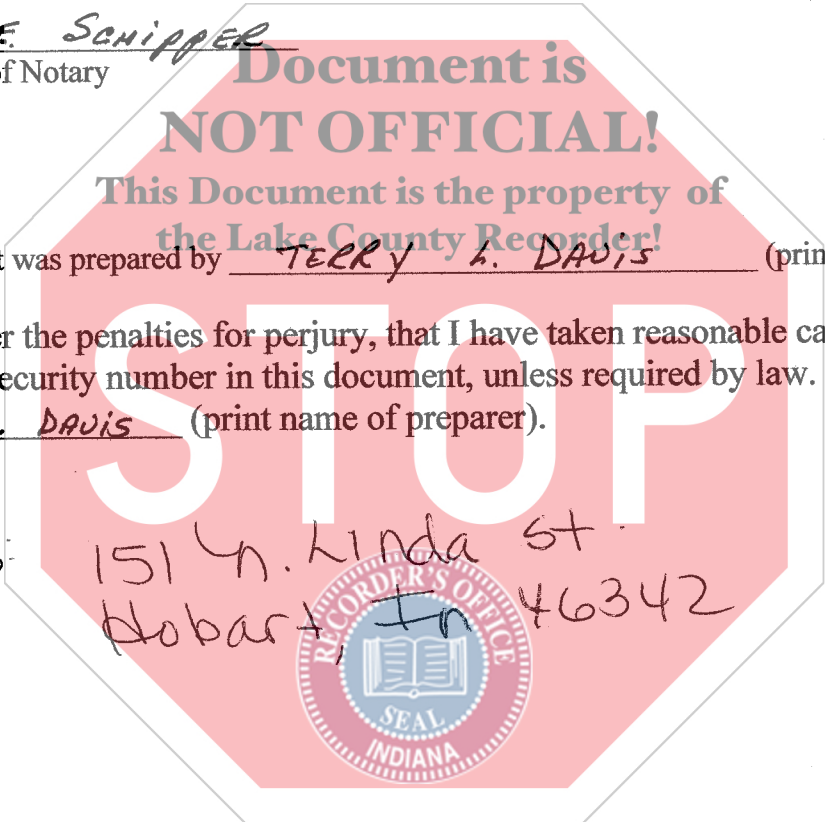 F. SCHIPPER
of Notary
Document is
NOT OFFICIAL!
This Document is the property of
the Lake County Recorder!
t was prepared by TERRY L. DAVIS (prin
r the penalties for perjury, that I have taken reasonable ca
ecurity number in this document, unless required by law.
. DAVIS (print name of preparer).
STOP
151 N. Linda St.
Hobart, In 46342
RECORDER'S OFFICE
SEAL
INDIANA